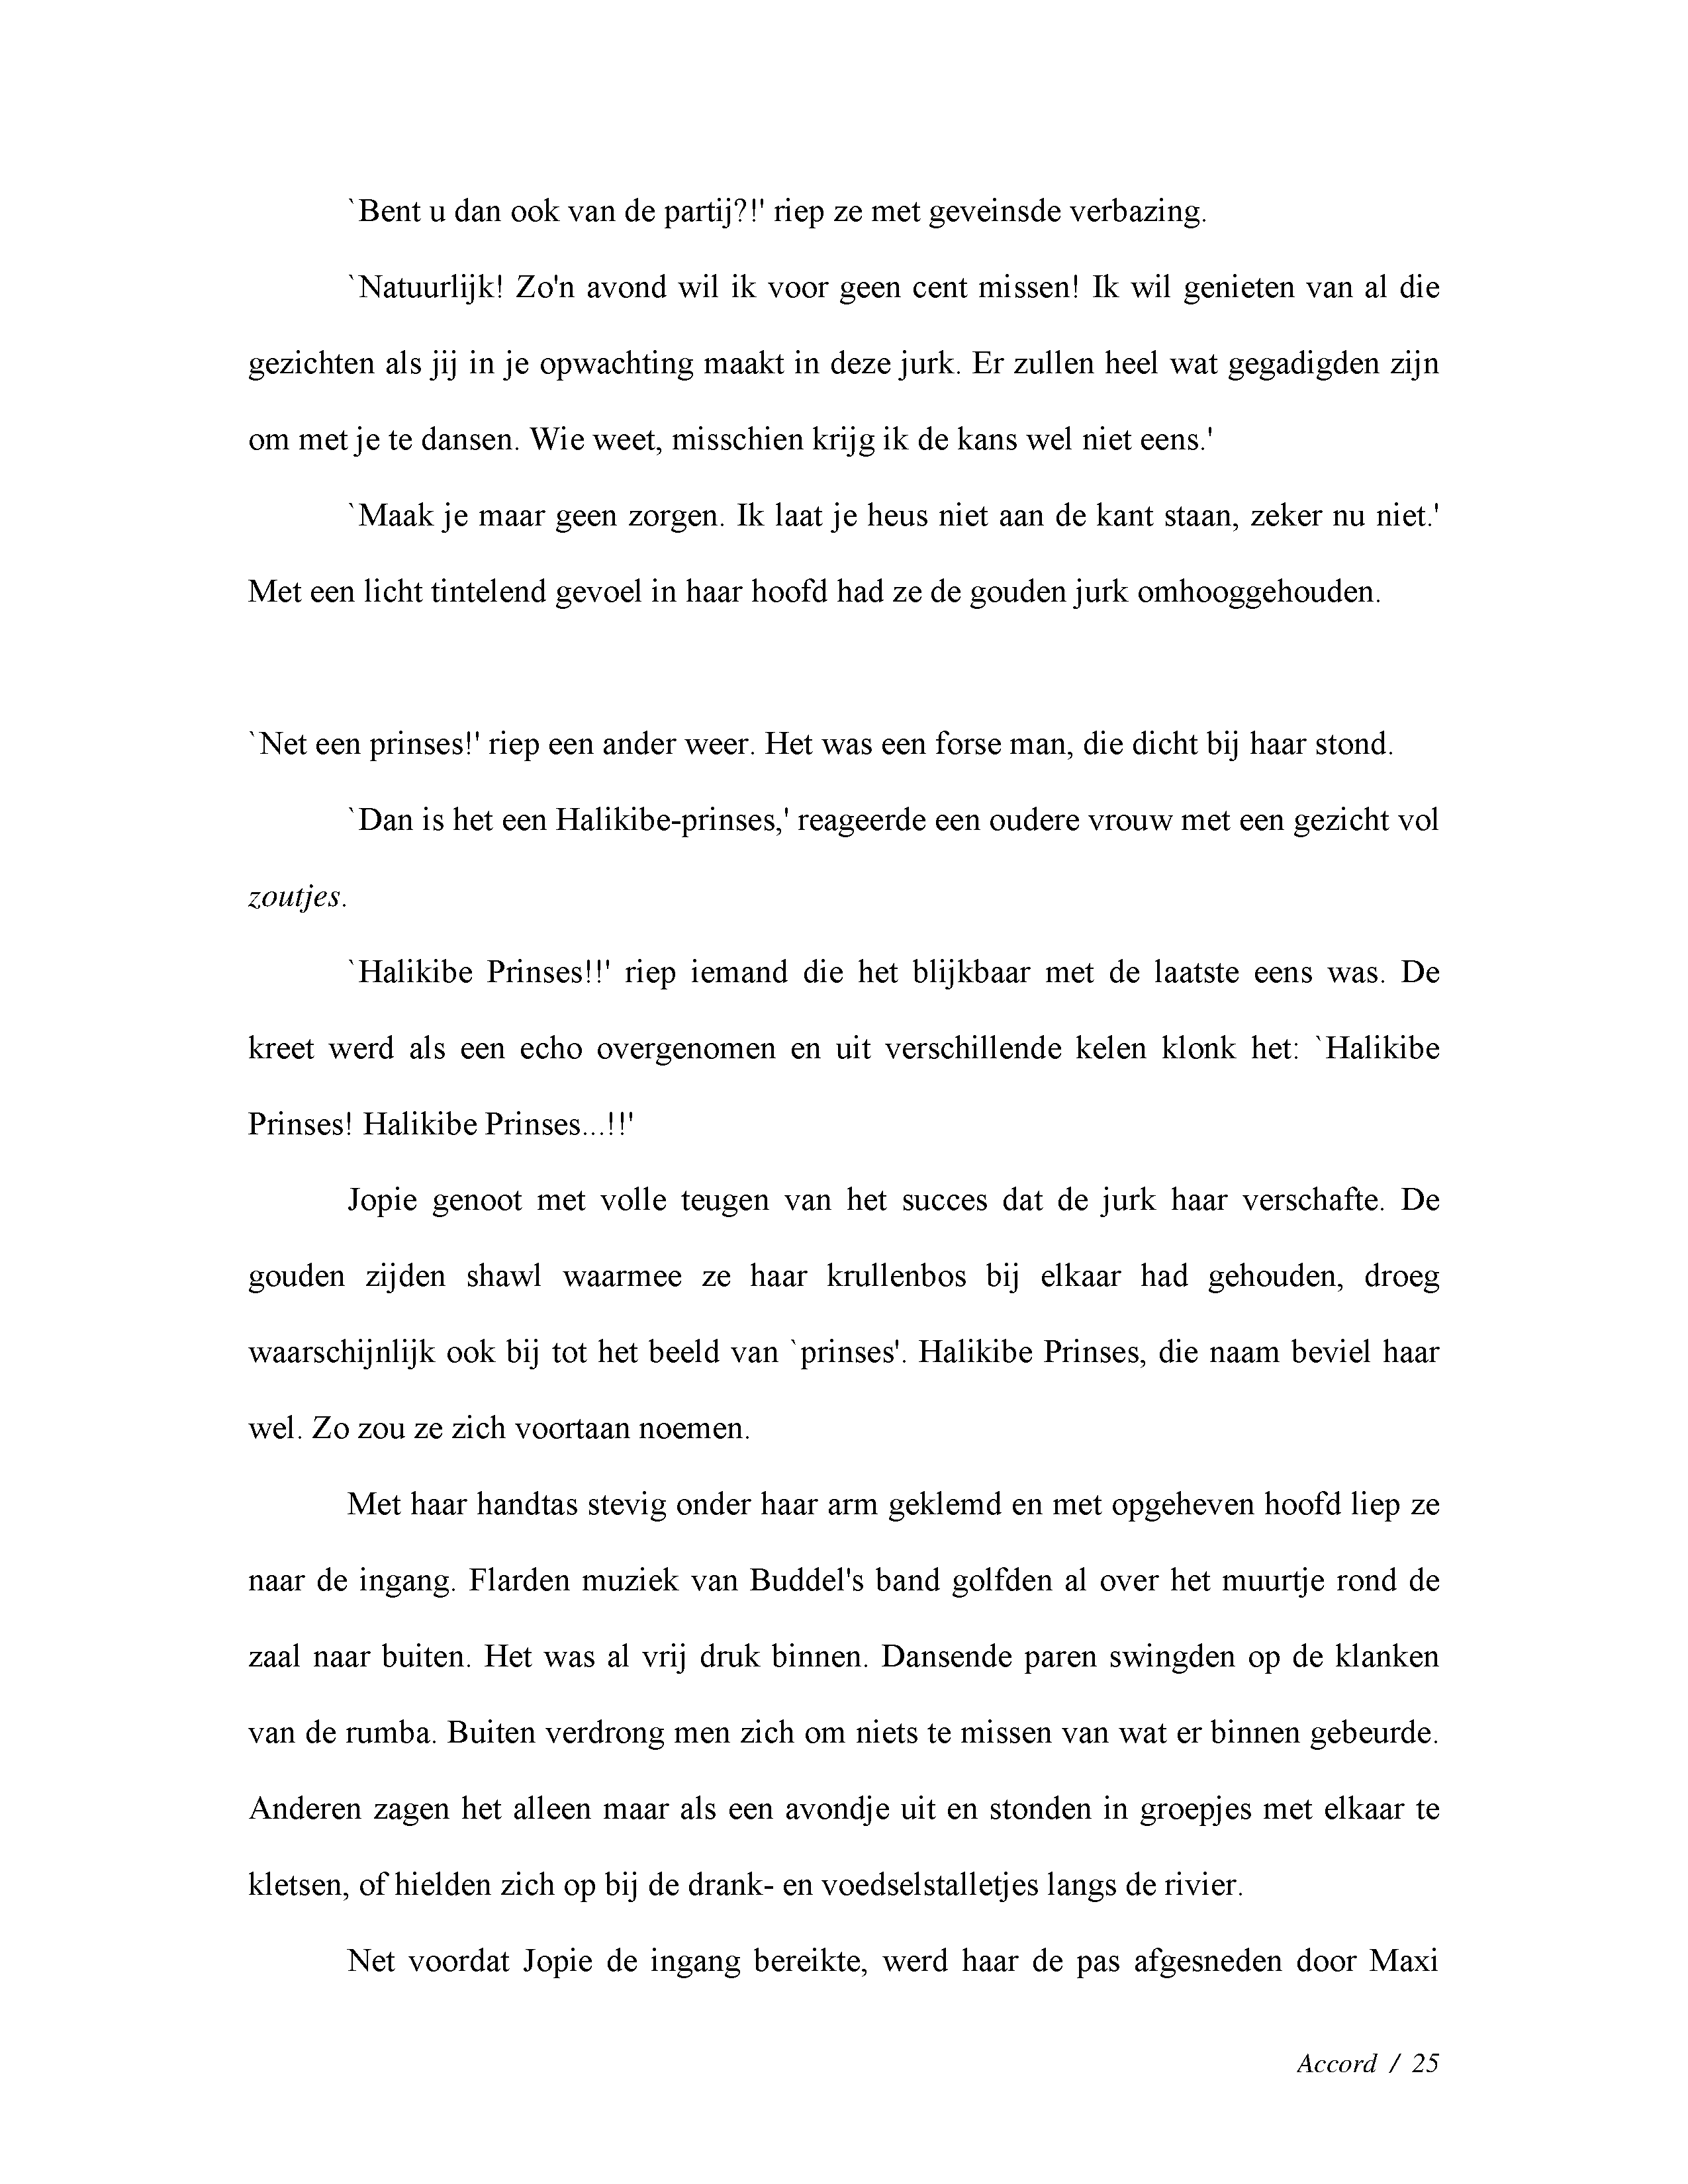 `Bent u dan ook van de partij?!' riep ze met geveinsde verbazing.
`Natuurlijk! Zo'n avond wil ik voor geen cent missen! Ik wil genieten van al die
gezichten als jij in je opwachting maakt in deze jurk. Er zullen heel wat gegadigden zijn
om met je te dansen. Wie weet, misschien krijg ik de kans wel niet eens.'
`Maak je maar geen zorgen. Ik laat je heus niet aan de kant staan, zeker nu niet.'
Met een licht tintelend gevoel in haar hoofd had ze de gouden jurk omhooggehouden.
`Net een prinses!' riep een ander weer. Het was een forse man, die dicht bij haar stond.
`Dan is het een Halikibe-prinses,' reageerde een oudere vrouw met een gezicht vol
zoutjes.
`Halikibe Prinses!!' riep iemand die het blijkbaar met de laatste eens was. De
kreet werd als een echo overgenomen en uit verschillende kelen klonk het: `Halikibe
Prinses! Halikibe Prinses...!!'
Jopie genoot met volle teugen van het succes dat de jurk haar verschafte. De
gouden zijden shawl waarmee ze haar krullenbos bij elkaar had gehouden, droeg
waarschijnlijk ook bij tot het beeld van `prinses'. Halikibe Prinses, die naam beviel haar
wel. Zo zou ze zich voortaan noemen.
Met haar handtas stevig onder haar arm geklemd en met opgeheven hoofd liep ze
naar de ingang. Flarden muziek van Buddel's band golfden al over het muurtje rond de
zaal naar buiten. Het was al vrij druk binnen. Dansende paren swingden op de klanken
van de rumba. Buiten verdrong men zich om niets te missen van wat er binnen gebeurde.
Anderen zagen het alleen maar als een avondje uit en stonden in groepjes met elkaar te
kletsen, of hielden zich op bij de drank- en voedselstalletjes langs de rivier.
Net voordat Jopie de ingang bereikte, werd haar de pas afgesneden door Maxi
Accord / 25